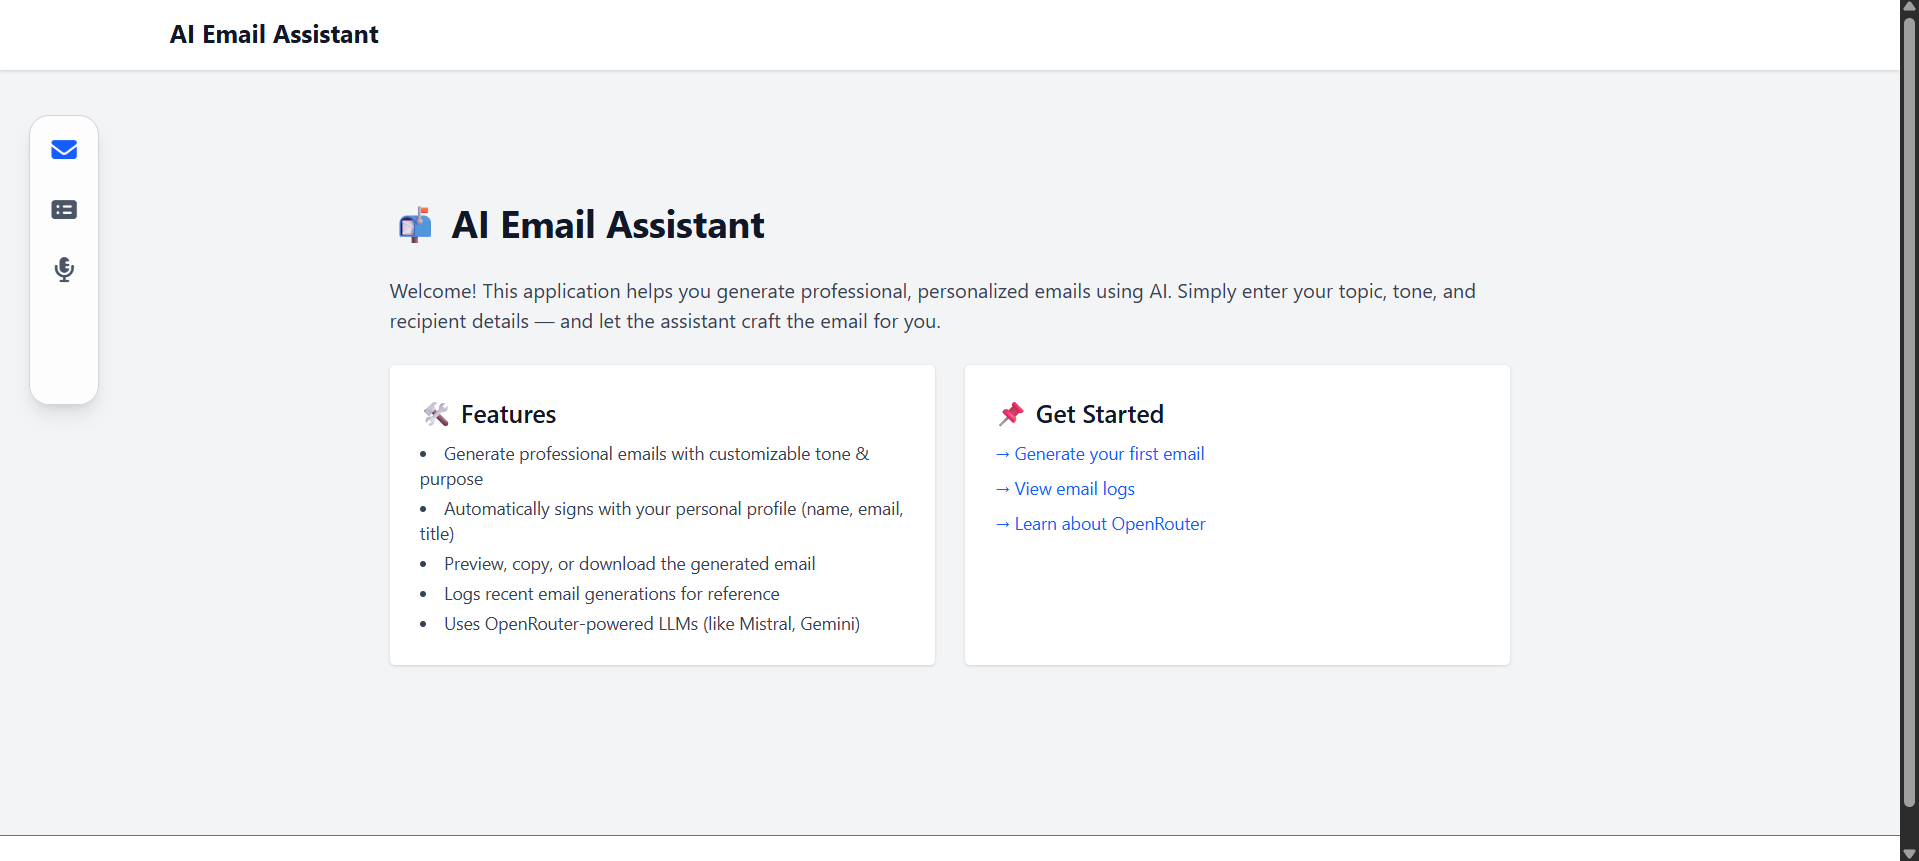 AI Email Assistant
📬 AI Email Assistant
Welcome! This application helps you generate professional, personalized emails using AI. Simply enter your topic, tone, and
recipient details — and let the assistant craft the email for you.
🛠️ Features
• Generate professional emails with customizable tone &
purpose
• Automatically signs with your personal profile (name, email,
title)
• Preview, copy, or download the generated email
• Logs recent email generations for reference
• Uses OpenRouter-powered LLMs (like Mistral, Gemini)
📌 Get Started
→ Generate your first email
→ View email logs
→ Learn about OpenRouter